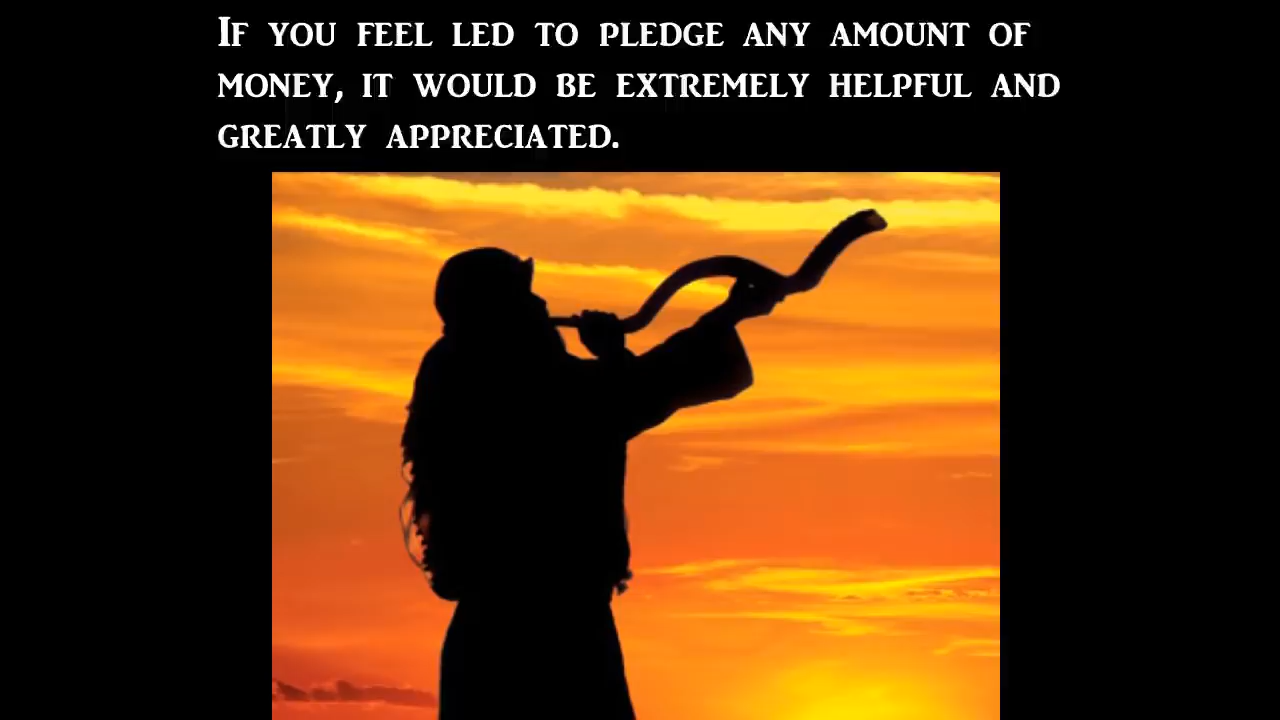 If you feel led to pledge any amount of
money, it would be extremely helpful and
greatly appreciated.